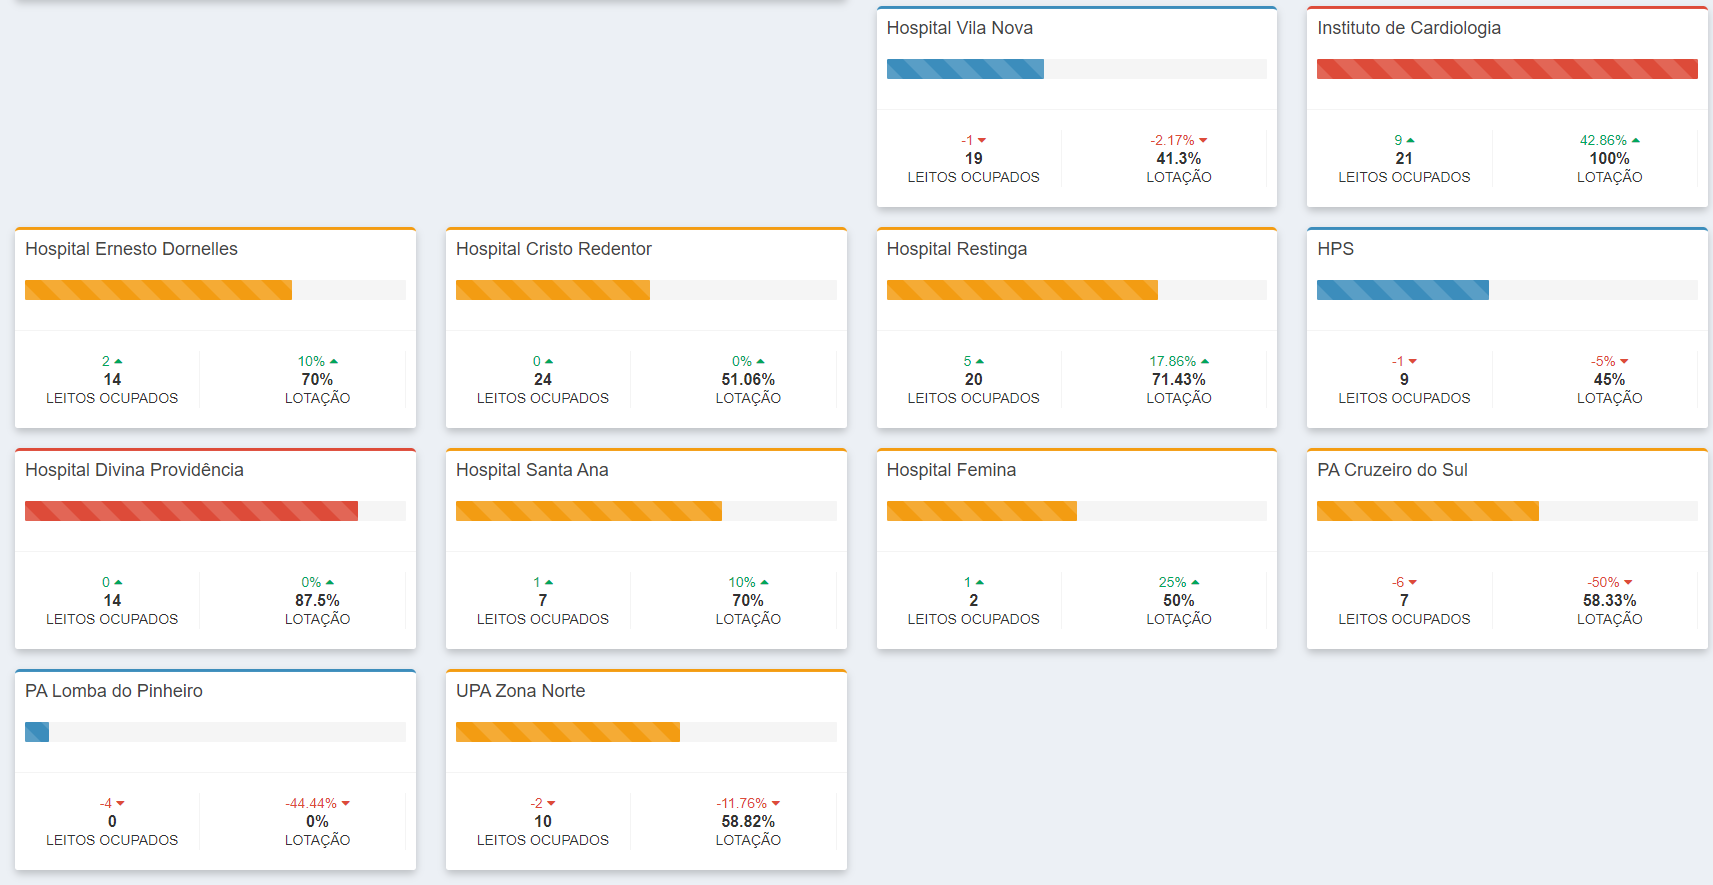 Hospital Vila Nova
-1
19
LEITOS OCUPADOS
-2.17%
41.3%
LOTAÇÃO
Instituto de Cardiologia
9
21
LEITOS OCUPADOS
42.86%
100%
LOTAÇÃO
Hospital Ernesto Dornelles
2
14
LEITOS OCUPADOS
10%
70%
LOTAÇÃO
Hospital Cristo Redentor
0
24
LEITOS OCUPADOS
0%
51.06%
LOTAÇÃO
Hospital Restinga
5
20
LEITOS OCUPADOS
17.86%
71.43%
LOTAÇÃO
HPS
-1
9
LEITOS OCUPADOS
-5%
45%
LOTAÇÃO
Hospital Divina Providência
0
14
LEITOS OCUPADOS
0%
87.5%
LOTAÇÃO
Hospital Santa Ana
1
7
LEITOS OCUPADOS
10%
70%
LOTAÇÃO
Hospital Femina
1
2
LEITOS OCUPADOS
25%
50%
LOTAÇÃO
PA Cruzeiro do Sul
-6
7
LEITOS OCUPADOS
-50%
58.33%
LOTAÇÃO
PA Lomba do Pinheiro
-4
0
LEITOS OCUPADOS
-44.44%
0%
LOTAÇÃO
UPA Zona Norte
-2
10
LEITOS OCUPADOS
-11.76%
58.82%
LOTAÇÃO